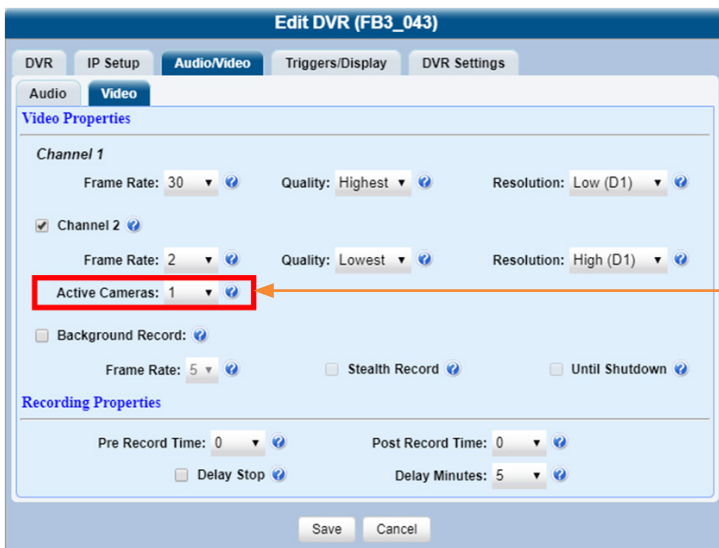 Edit DVR (FB3_043)
DVR IP Setup Audio/Video Triggers/Display DVR Settings
Audio Video
Video Properties
Channel 1
Frame Rate: 30 Quality: Highest Resolution: Low (D1)
Channel 2
Frame Rate: 2 Quality: Lowest Resolution: High (D1)
Active Cameras: 1
Background Record:
Frame Rate: 5 Stealth Record Until Shutdown
Recording Properties
Pre Record Time: 0 Post Record Time: 0
Delay Stop Delay Minutes: 5
Save Cancel